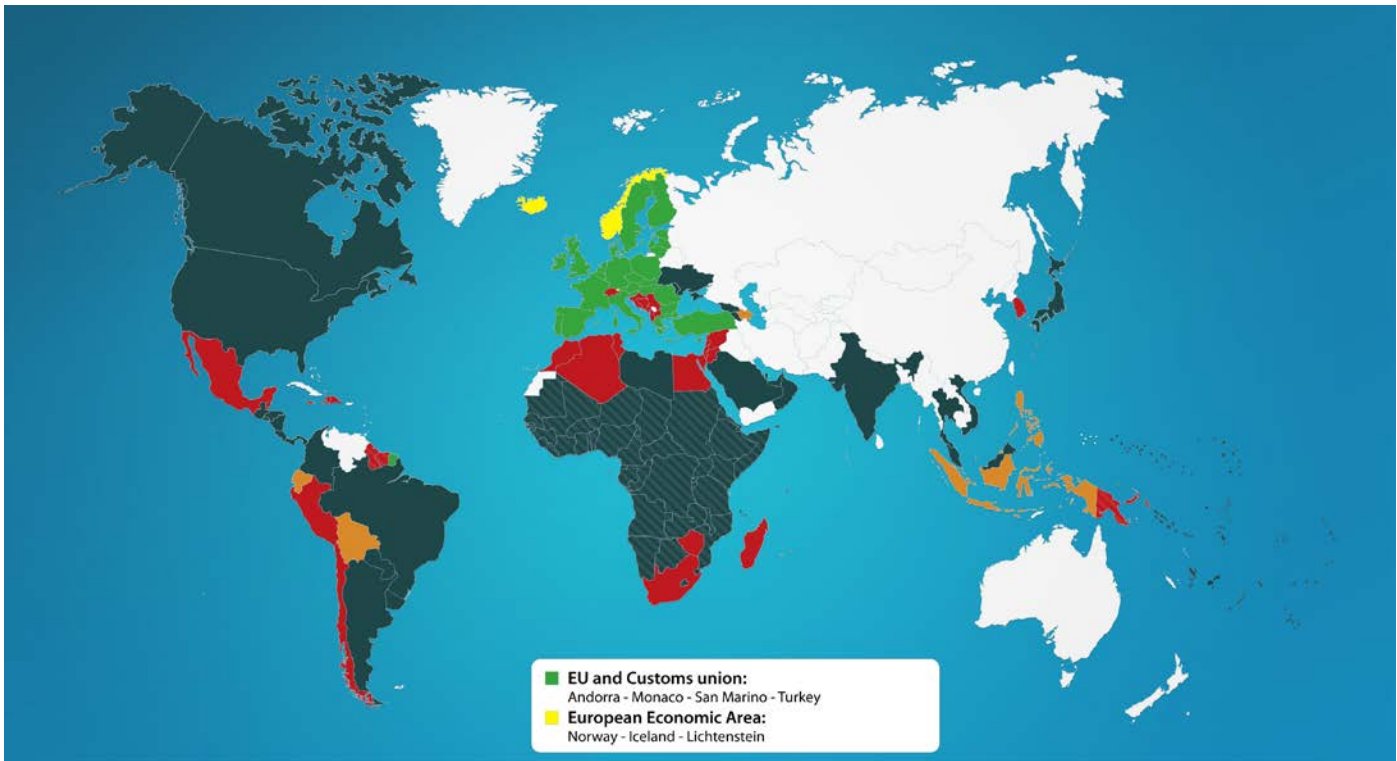 EU and Customs union:
Andorra - Monaco - San Marino - Turkey
European Economic Area:
Norway - Iceland - Lichtenstein